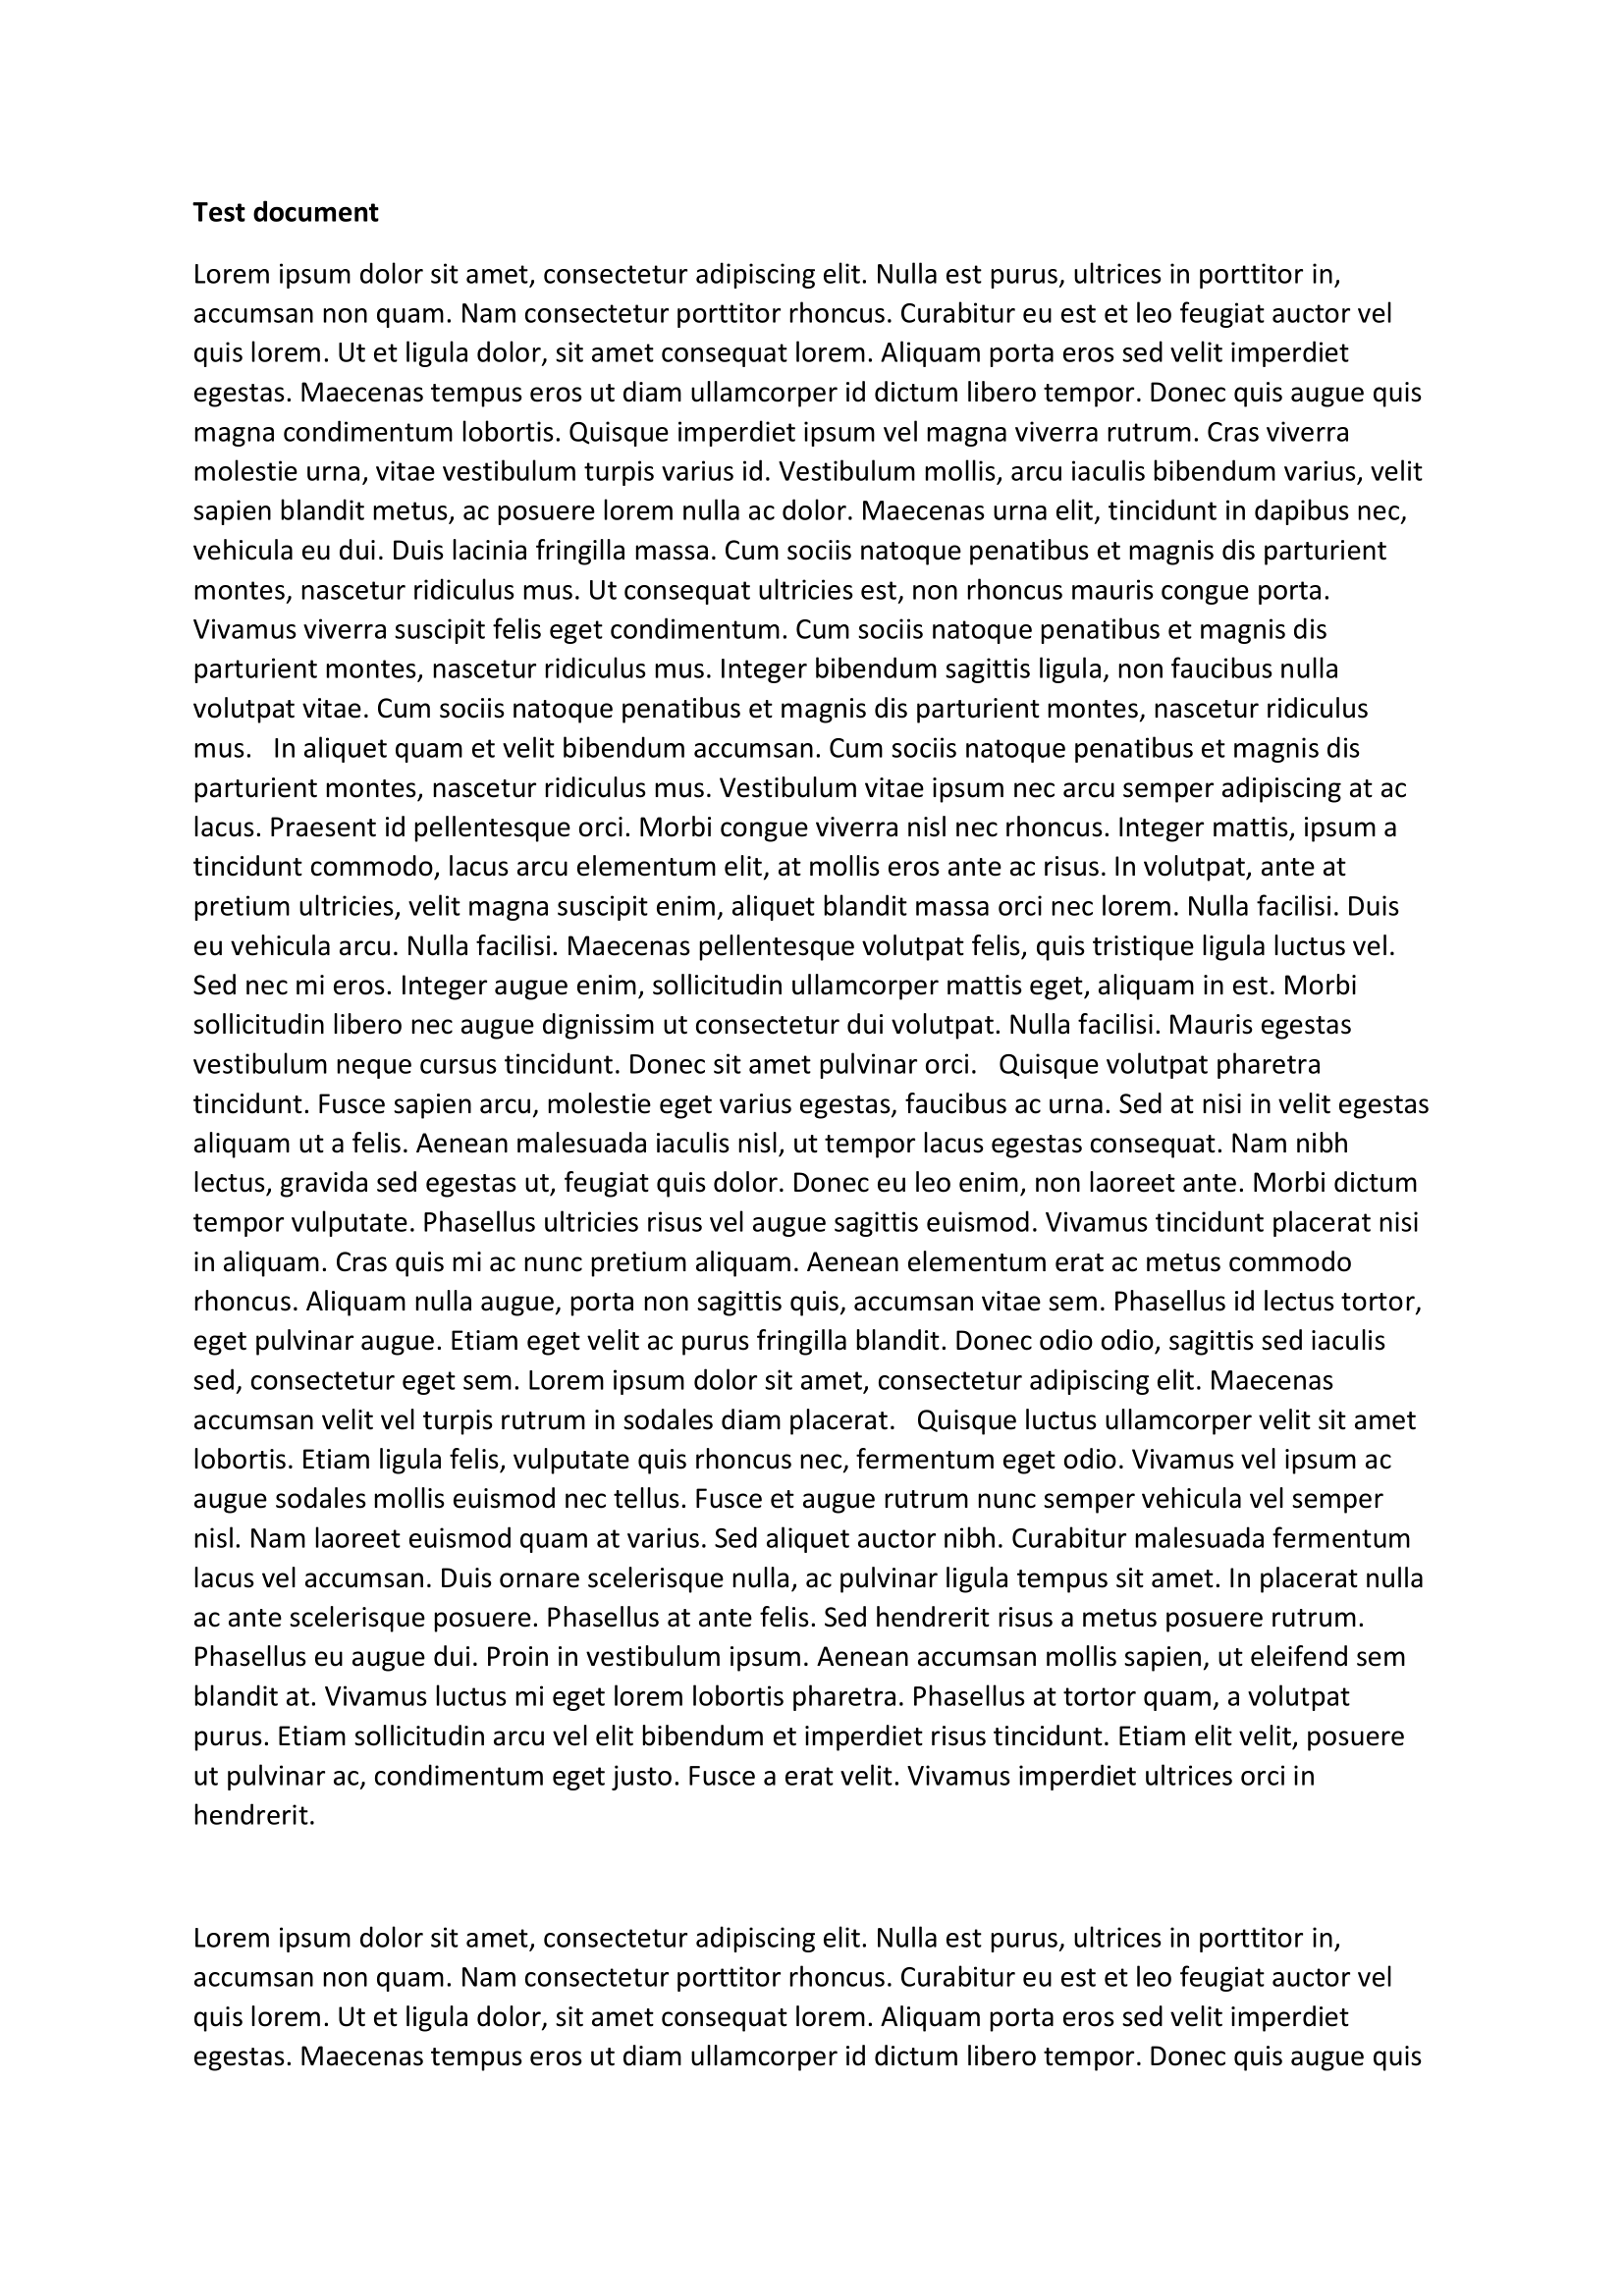 Test document
Lorem ipsum dolor sit amet, consectetur adipiscing elit. Nulla est purus, ultrices in porttitor in,
accumsan non quam. Nam consectetur porttitor rhoncus. Curabitur eu est et leo feugiat auctor vel
quis lorem. Ut et ligula dolor, sit amet consequat lorem. Aliquam porta eros sed velit imperdiet
egestas. Maecenas tempus eros ut diam ullamcorper id dictum libero tempor. Donec quis augue quis
magna condimentum lobortis. Quisque imperdiet ipsum vel magna viverra rutrum. Cras viverra
molestie urna, vitae vestibulum turpis varius id. Vestibulum mollis, arcu iaculis bibendum varius, velit
sapien blandit metus, ac posuere lorem nulla ac dolor. Maecenas urna elit, tincidunt in dapibus nec,
vehicula eu dui. Duis lacinia fringilla massa. Cum sociis natoque penatibus et magnis dis parturient
montes, nascetur ridiculus mus. Ut consequat ultricies est, non rhoncus mauris congue porta.
Vivamus viverra suscipit felis eget condimentum. Cum sociis natoque penatibus et magnis dis
parturient montes, nascetur ridiculus mus. Integer bibendum sagittis ligula, non faucibus nulla
volutpat vitae. Cum sociis natoque penatibus et magnis dis parturient montes, nascetur ridiculus
mus.   In aliquet quam et velit bibendum accumsan. Cum sociis natoque penatibus et magnis dis
parturient montes, nascetur ridiculus mus. Vestibulum vitae ipsum nec arcu semper adipiscing at ac
lacus. Praesent id pellentesque orci. Morbi congue viverra nisl nec rhoncus. Integer mattis, ipsum a
tincidunt commodo, lacus arcu elementum elit, at mollis eros ante ac risus. In volutpat, ante at
pretium ultricies, velit magna suscipit enim, aliquet blandit massa orci nec lorem. Nulla facilisi. Duis
eu vehicula arcu. Nulla facilisi. Maecenas pellentesque volutpat felis, quis tristique ligula luctus vel.
Sed nec mi eros. Integer augue enim, sollicitudin ullamcorper mattis eget, aliquam in est. Morbi
sollicitudin libero nec augue dignissim ut consectetur dui volutpat. Nulla facilisi. Mauris egestas
vestibulum neque cursus tincidunt. Donec sit amet pulvinar orci.   Quisque volutpat pharetra
tincidunt. Fusce sapien arcu, molestie eget varius egestas, faucibus ac urna. Sed at nisi in velit egestas
aliquam ut a felis. Aenean malesuada iaculis nisl, ut tempor lacus egestas consequat. Nam nibh
lectus, gravida sed egestas ut, feugiat quis dolor. Donec eu leo enim, non laoreet ante. Morbi dictum
tempor vulputate. Phasellus ultricies risus vel augue sagittis euismod. Vivamus tincidunt placerat nisi
in aliquam. Cras quis mi ac nunc pretium aliquam. Aenean elementum erat ac metus commodo
rhoncus. Aliquam nulla augue, porta non sagittis quis, accumsan vitae sem. Phasellus id lectus tortor,
eget pulvinar augue. Etiam eget velit ac purus fringilla blandit. Donec odio odio, sagittis sed iaculis
sed, consectetur eget sem. Lorem ipsum dolor sit amet, consectetur adipiscing elit. Maecenas
accumsan velit vel turpis rutrum in sodales diam placerat.   Quisque luctus ullamcorper velit sit amet
lobortis. Etiam ligula felis, vulputate quis rhoncus nec, fermentum eget odio. Vivamus vel ipsum ac
augue sodales mollis euismod nec tellus. Fusce et augue rutrum nunc semper vehicula vel semper
nisl. Nam laoreet euismod quam at varius. Sed aliquet auctor nibh. Curabitur malesuada fermentum
lacus vel accumsan. Duis ornare scelerisque nulla, ac pulvinar ligula tempus sit amet. In placerat nulla
ac ante scelerisque posuere. Phasellus at ante felis. Sed hendrerit risus a metus posuere rutrum.
Phasellus eu augue dui. Proin in vestibulum ipsum. Aenean accumsan mollis sapien, ut eleifend sem
blandit at. Vivamus luctus mi eget lorem lobortis pharetra. Phasellus at tortor quam, a volutpat
purus. Etiam sollicitudin arcu vel elit bibendum et imperdiet risus tincidunt. Etiam elit velit, posuere
ut pulvinar ac, condimentum eget justo. Fusce a erat velit. Vivamus imperdiet ultrices orci in
hendrerit.
Lorem ipsum dolor sit amet, consectetur adipiscing elit. Nulla est purus, ultrices in porttitor in,
accumsan non quam. Nam consectetur porttitor rhoncus. Curabitur eu est et leo feugiat auctor vel
quis lorem. Ut et ligula dolor, sit amet consequat lorem. Aliquam porta eros sed velit imperdiet
egestas. Maecenas tempus eros ut diam ullamcorper id dictum libero tempor. Donec quis augue quis